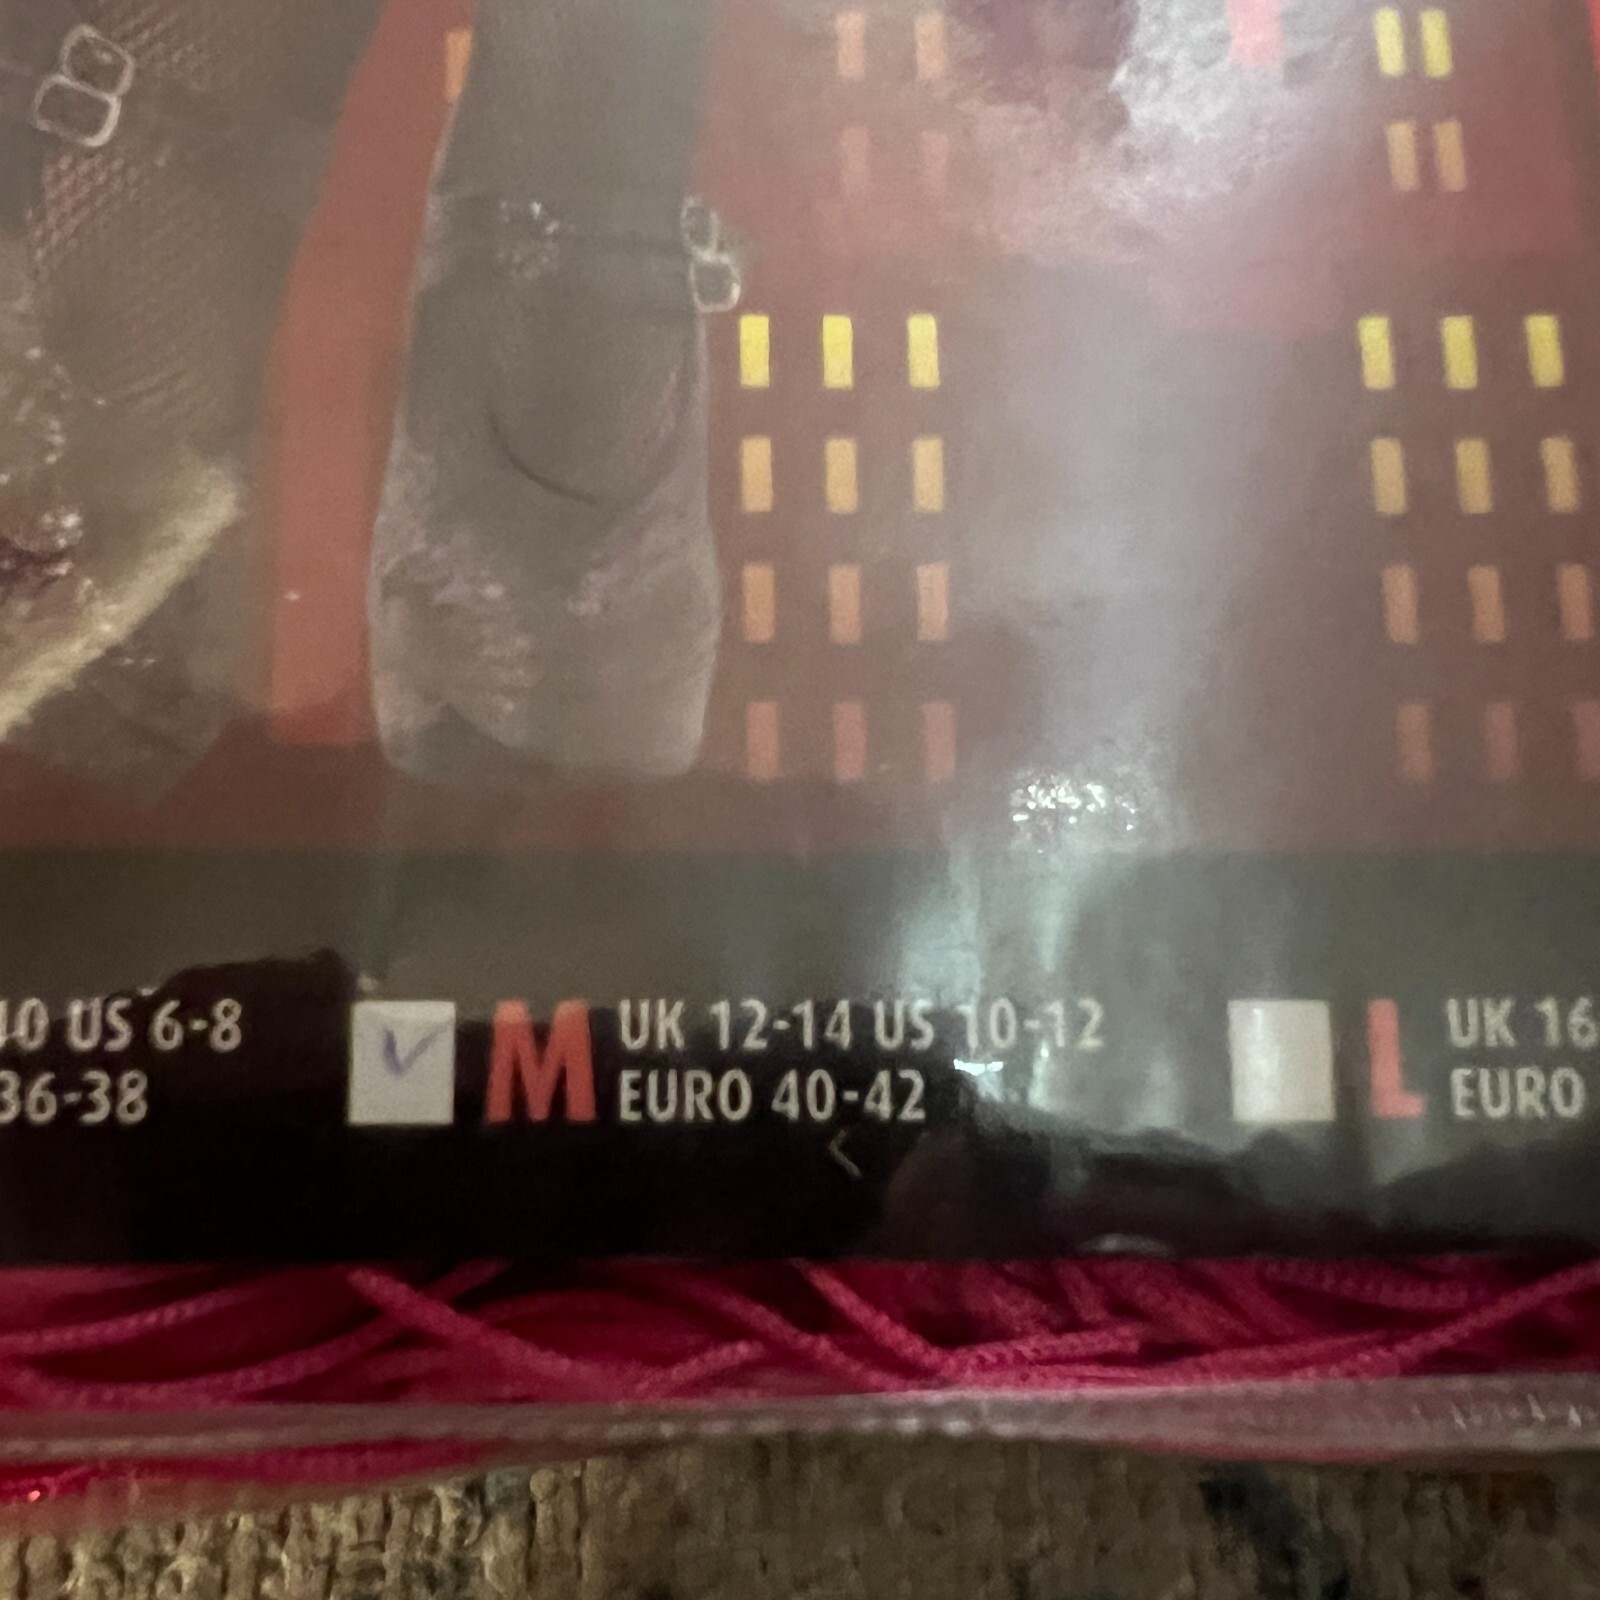 10 US 6-8
36-38
M
UK 12-14 US 10-12
EURO 40-42
L
UK 16
EURO